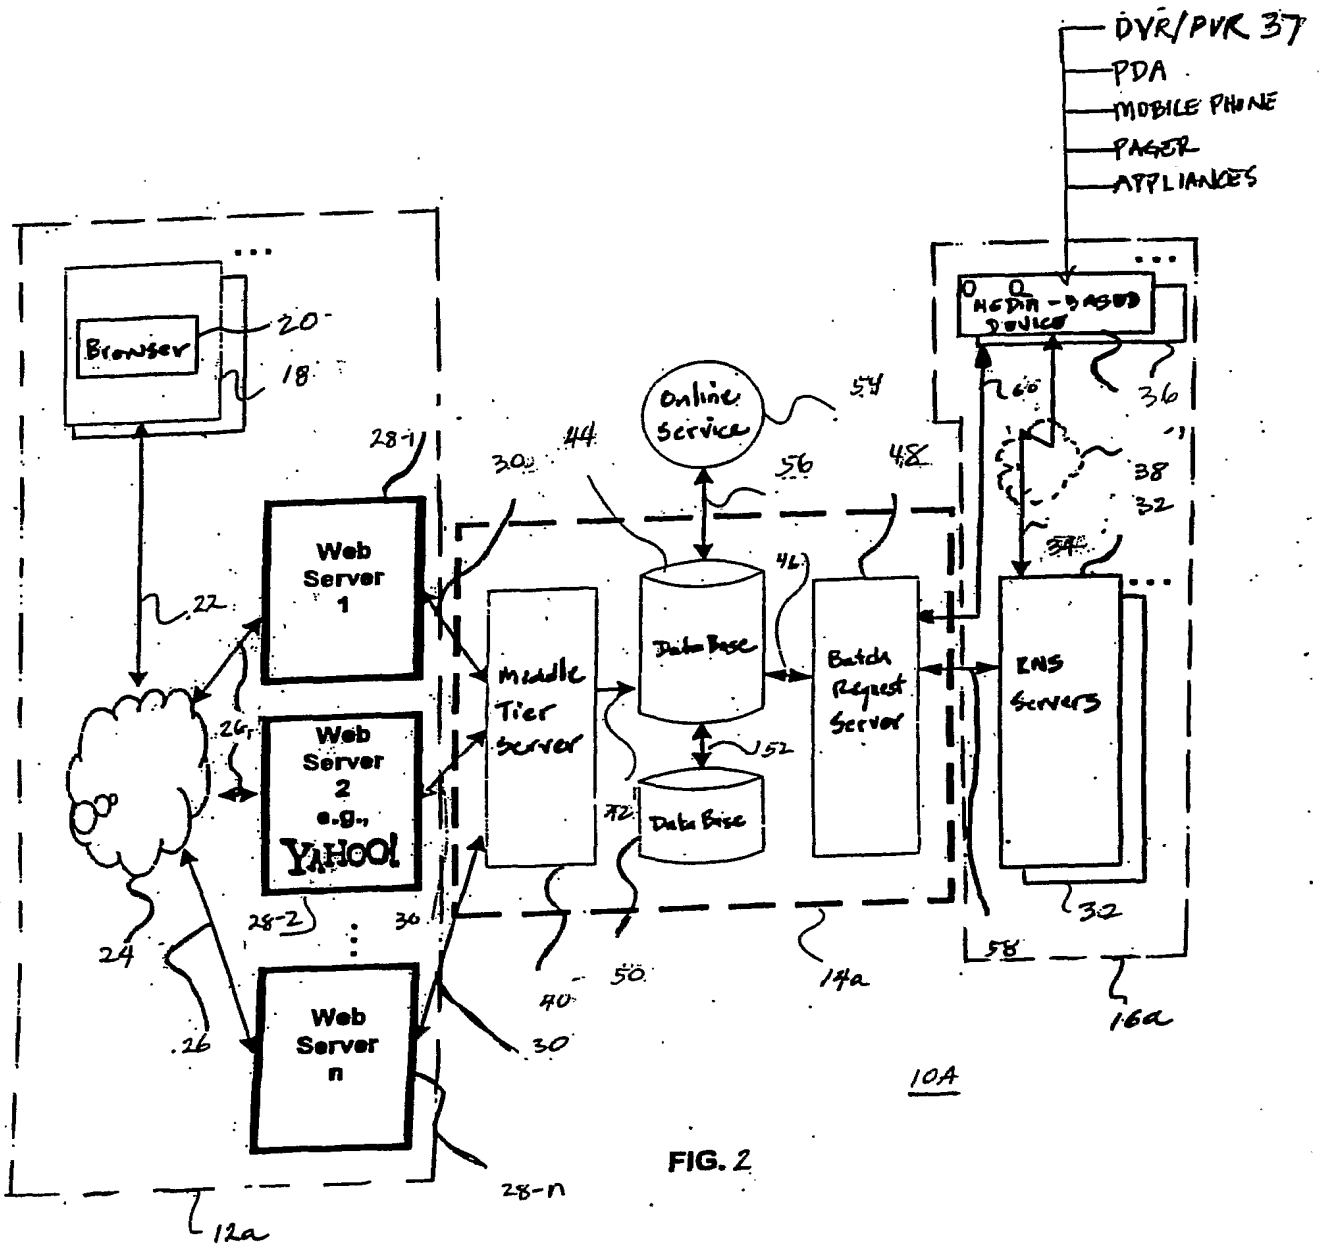 DVR/PVR 37
PDA
MOBILE PHONE
PAGER
APPLIANCES
...
Browser
20
18
28-1
22
Web
Server
1
26
Web
Server
2
e.g.,
YAHOO!
28-2
24
26
Web
Server
n
28-n
12a
30
30
30
44
Online
Service
54
56
48
46
Middle
Tier
Server
Data Base
Batch
Request
Server
52
Data Base
42
40
50
14a
...
MEDIA-BASED
DEVICE
60
36
38
32
34
...
RNS
Servers
32
58
16a
10A
FIG. 2